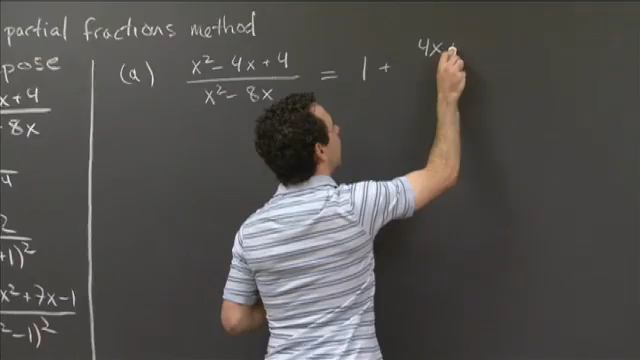 partial fractions method
pose
x+4
8x
4
2
+1)²
x²+7x-1
²-1)²
(a) x²-4x+4
x²-8x
= 1 + 4x